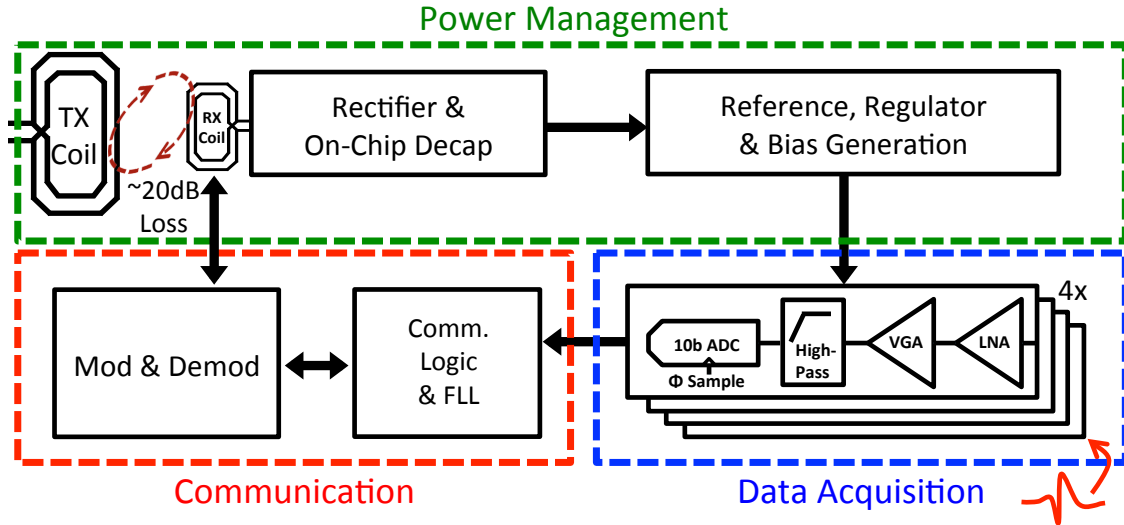 Power Management
TX
Coil
RX
Coil
~20dB
Loss
Rectifier &
On-Chip Decap
Reference, Regulator
& Bias Generation
Mod & Demod
Comm.
Logic
& FLL
4x
10b ADC
Φ Sample
High-
Pass
VGA
LNA
Communication
Data Acquisition